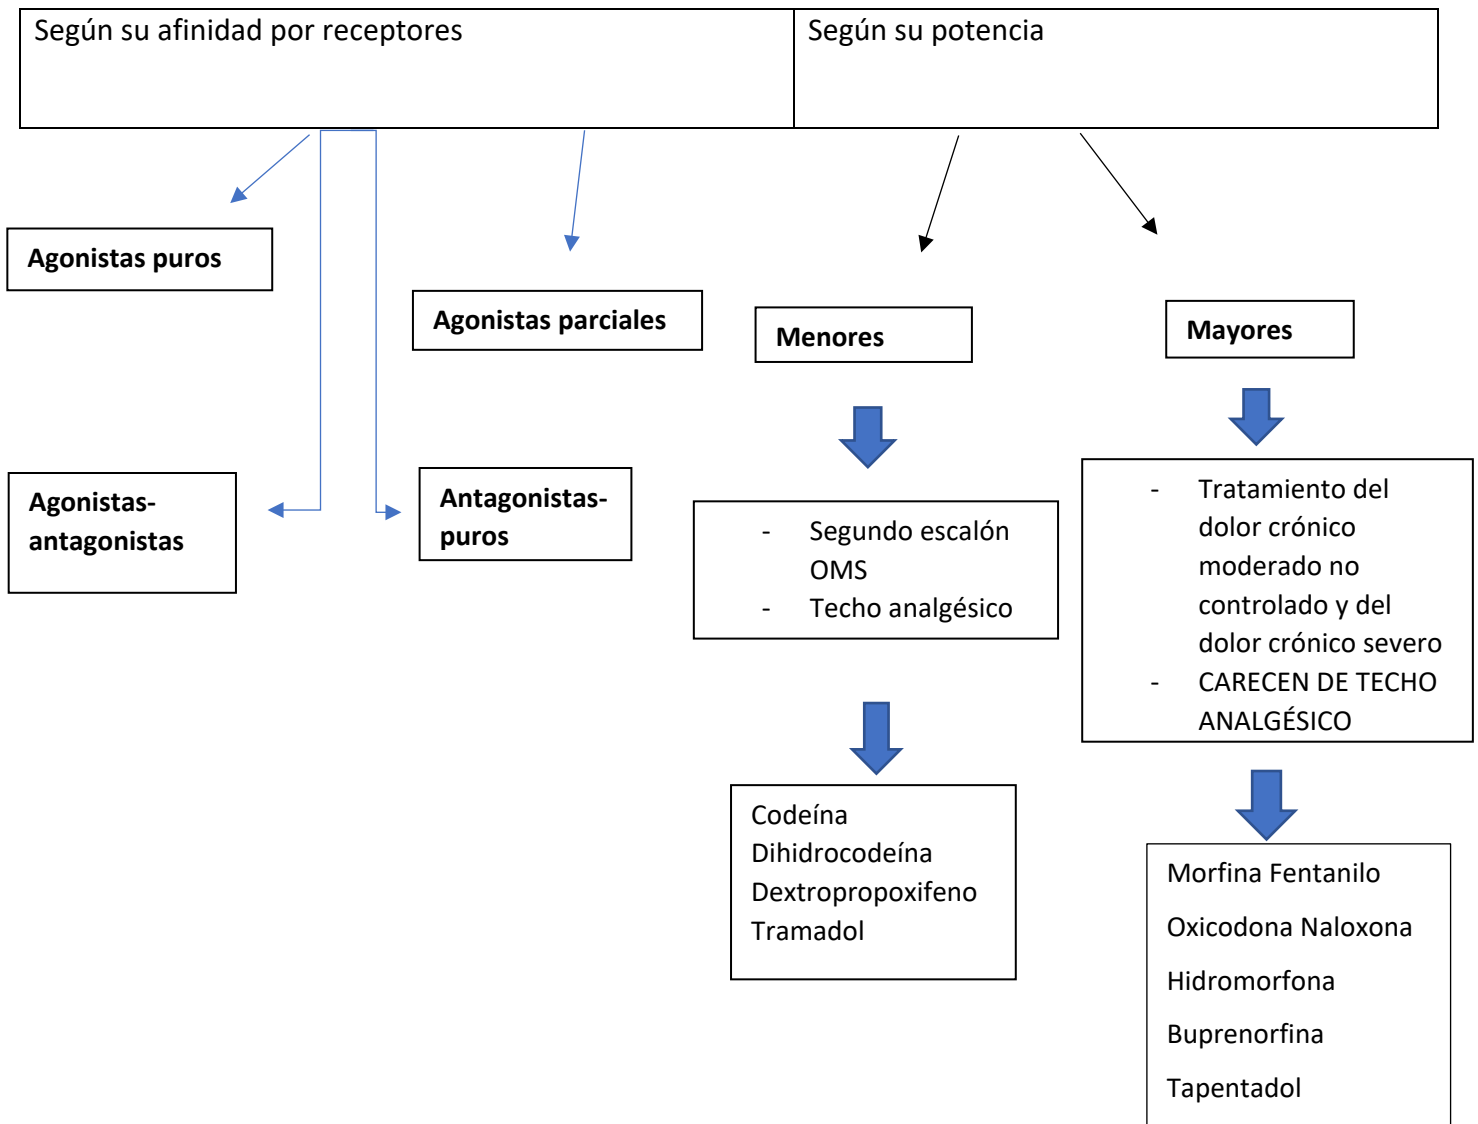 Según su afinidad por receptores
Según su potencia
Agonistas puros
Agonistas parciales
Menores
Mayores
Agonistas-
antagonistas
Antagonistas-
puros
- Segundo escalón
OMS
- Techo analgésico
- Tratamiento del
dolor crónico
moderado no
controlado y del
dolor crónico severo
- CARECEN DE TECHO
ANALGÉSICO
Codeína
Dihidrocodeína
Dextropropoxifeno
Tramadol
Morfina Fentanilo
Oxicodona Naloxona
Hidromorfona
Buprenorfina
Tapentadol